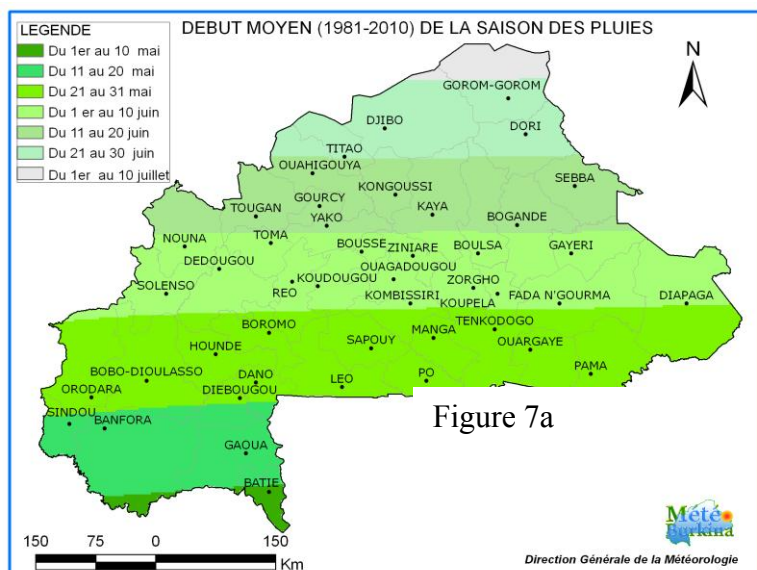 DEBUT MOYEN (1981-2010) DE LA SAISON DES PLUIES
LEGENDE
Du 1er au 10 mai
Du 11 au 20 mai
Du 21 au 31 mai
Du 1 er au 10 juin
Du 11 au 20 juin
Du 21 au 30 juin
Du 1er au 10 juillet
N
GOROM-GOROM
DJIBO
DORI
TITAO
OUAHIGOUYA
SEBBA
KONGOUSSI
GOURCY
TOUGAN
KAYA
YAKO
BOGANDE
NOUNA
TOMA
BOUSSE
ZINIARE
BOULSA
GAYERI
DEDOUGOU
OUAGADOUGOU
SOLENSO
REO
KOUDOUGOU
ZORGHO
KOMBISSIRI
KOUPELA
FADA N'GOURMA
DIAPAGA
BOROMO
MANGA
TENKODOGO
SAPOUY
HOUNDE
OUARGAYE
BOBO-DIOULASSO
DANO
PAMA
ORODARA
DIEBOUGOU
LEO
PO
SINDOU
BANFORA
Figure 7a
GAOUA
BATIE
150 75 0 150
Km
Météo
Burkina
Direction Générale de la Météorologie